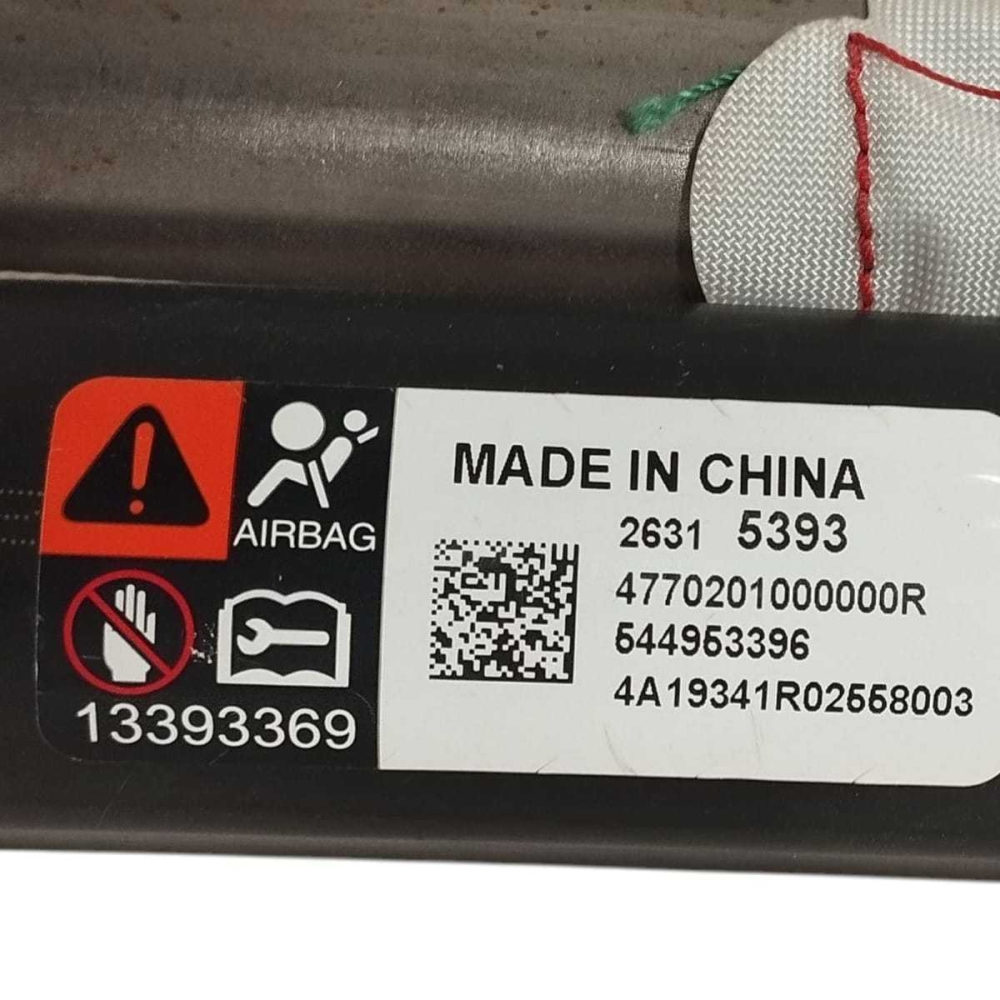 AIRBAG
13393369
MADE IN CHINA
2631 5393
4770201000000R
544953396
4A19341R02558003